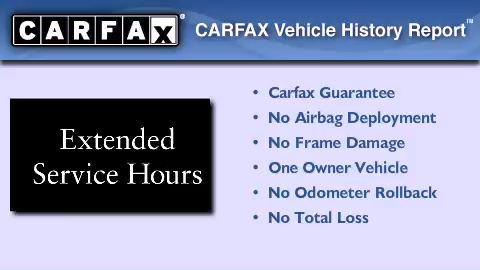 CARFAX® CARFAX Vehicle History Report™
Extended
Service Hours
• Carfax Guarantee
• No Airbag Deployment
• No Frame Damage
• One Owner Vehicle
• No Odometer Rollback
• No Total Loss